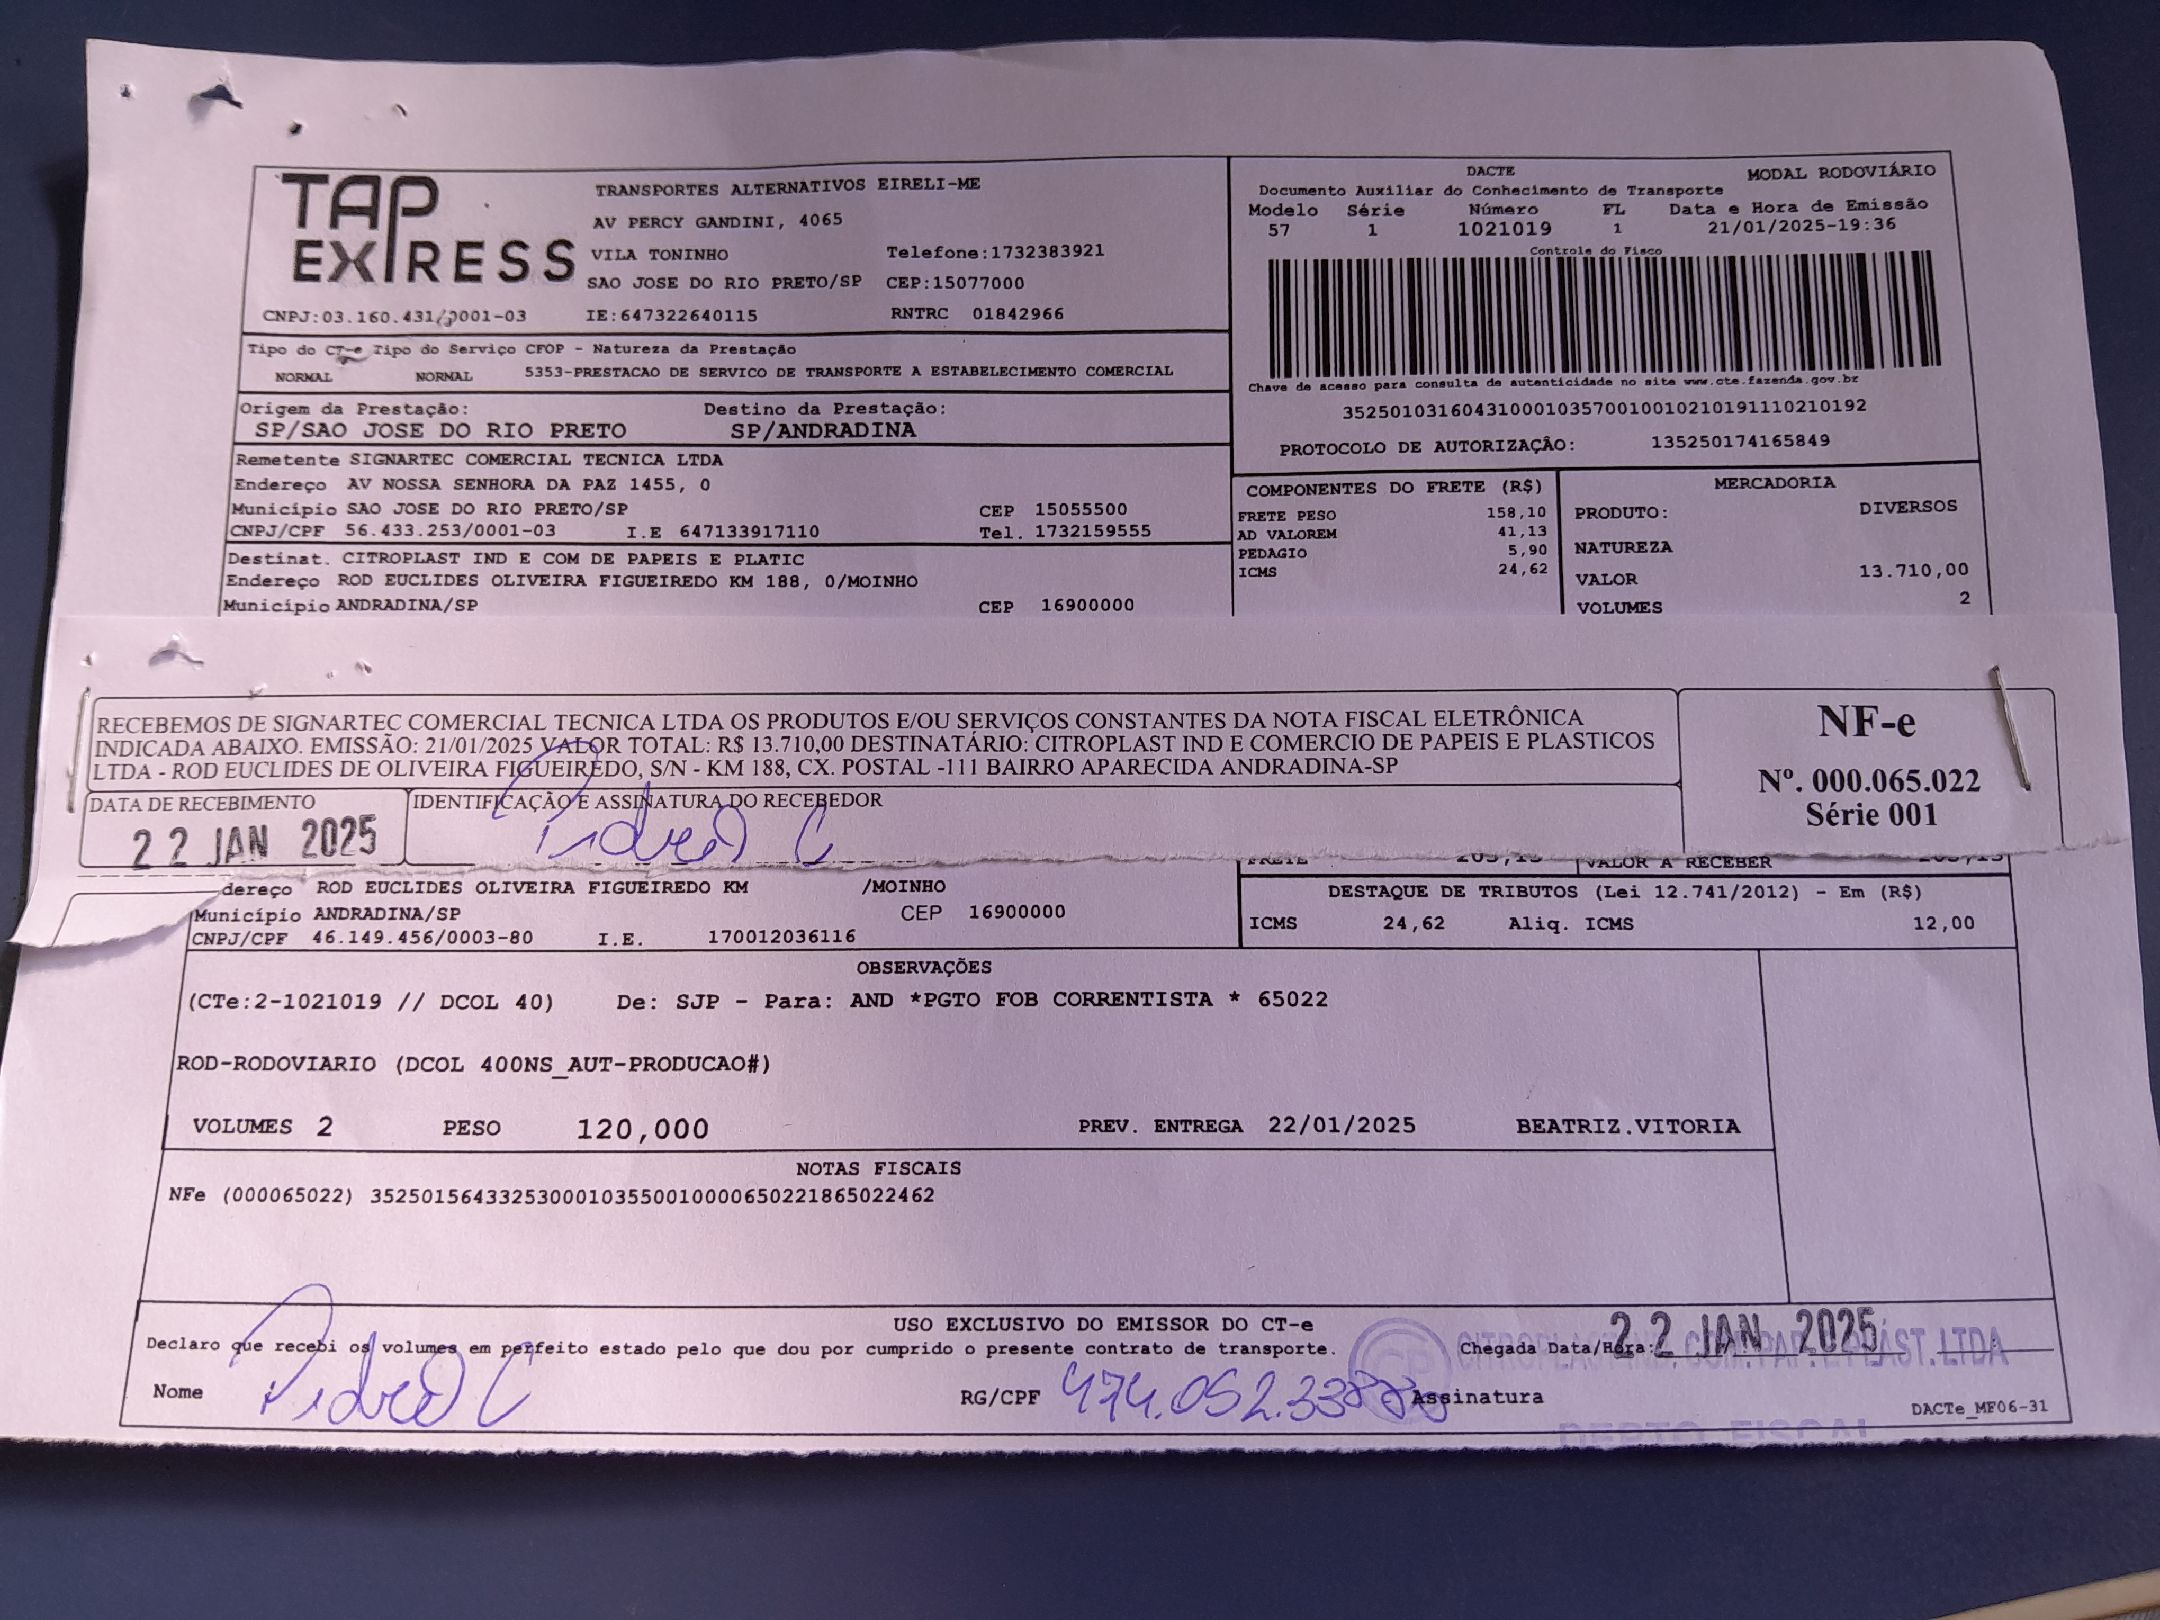 TAP EXPRESS
TRANSPORTES ALTERNATIVOS EIRELI-ME
AV PERCY GANDINI, 4065
VILA TONINHO Telefone:1732383921
SAO JOSE DO RIO PRETO/SP CEP:15077000
CNPJ:03.160.431/0001-03 IE:647322640115 RNTRC 01842966
DACTE MODAL RODOVIÁRIO
Documento Auxiliar do Conhecimento de Transporte
Modelo Série Número FL Data e Hora de Emissão
57 1 1021019 1 21/01/2025-19:36
Controle do Fisco
Chave de acesso para consulta de autenticidade no site www.cte.fazenda.gov.br
35250103160431000103570010010210191110210192
PROTOCOLO DE AUTORIZAÇÃO: 135250174165849
Tipo do CT-e Tipo do Serviço CFOP - Natureza da Prestação
NORMAL NORMAL 5353-PRESTACAO DE SERVICO DE TRANSPORTE A ESTABELECIMENTO COMERCIAL
Origem da Prestação: Destino da Prestação:
SP/SAO JOSE DO RIO PRETO SP/ANDRADINA
Remetente SIGNARTEC COMERCIAL TECNICA LTDA
Endereço AV NOSSA SENHORA DA PAZ 1455, 0
Município SAO JOSE DO RIO PRETO/SP CEP 15055500
CNPJ/CPF 56.433.253/0001-03 I.E 647133917110 Tel. 1732159555
Destinat. CITROPLAST IND E COM DE PAPEIS E PLATIC
Endereço ROD EUCLIDES OLIVEIRA FIGUEIREDO KM 188, 0/MOINHO
Município ANDRADINA/SP CEP 16900000
COMPONENTES DO FRETE (R$)
FRETE PESO 158,10
AD VALOREM 41,13
PEDAGIO 5,90
ICMS 24,62
MERCADORIA
PRODUTO: DIVERSOS
NATUREZA
VALOR 13.710,00
VOLUMES 2
RECEBEMOS DE SIGNARTEC COMERCIAL TECNICA LTDA OS PRODUTOS E/OU SERVIÇOS CONSTANTES DA NOTA FISCAL ELETRÔNICA
INDICADA ABAIXO. EMISSÃO: 21/01/2025 VALOR TOTAL: R$ 13.710,00 DESTINATÁRIO: CITROPLAST IND E COMERCIO DE PAPEIS E PLASTICOS
LTDA - ROD EUCLIDES DE OLIVEIRA FIGUEIREDO, S/N - KM 188, CX. POSTAL -111 BAIRRO APARECIDA ANDRADINA-SP
DATA DE RECEBIMENTO IDENTIFICAÇÃO E ASSINATURA DO RECEBEDOR
22 JAN 2025
NF-e
Nº. 000.065.022
Série 001
FRETE VALOR A RECEBER
dereço ROD EUCLIDES OLIVEIRA FIGUEIREDO KM /MOINHO
Município ANDRADINA/SP CEP 16900000
CNPJ/CPF 46.149.456/0003-80 I.E. 170012036116
DESTAQUE DE TRIBUTOS (Lei 12.741/2012) - Em (R$)
ICMS 24,62 Aliq. ICMS 12,00
OBSERVAÇÕES
(CTe:2-1021019 // DCOL 40) De: SJP - Para: AND *PGTO FOB CORRENTISTA * 65022
ROD-RODOVIARIO (DCOL 400NS_AUT-PRODUCAO#)
VOLUMES 2 PESO 120,000 PREV. ENTREGA 22/01/2025 BEATRIZ.VITORIA
NOTAS FISCAIS
NFe (000065022) 35250156433253000103550010000650221865022462
USO EXCLUSIVO DO EMISSOR DO CT-e
Declaro que recebi os volumes em perfeito estado pelo que dou por cumprido o presente contrato de transporte. Chegada Data/Hora: 22 JAN 2025
Nome RG/CPF Assinatura
DACTe_MF06-31